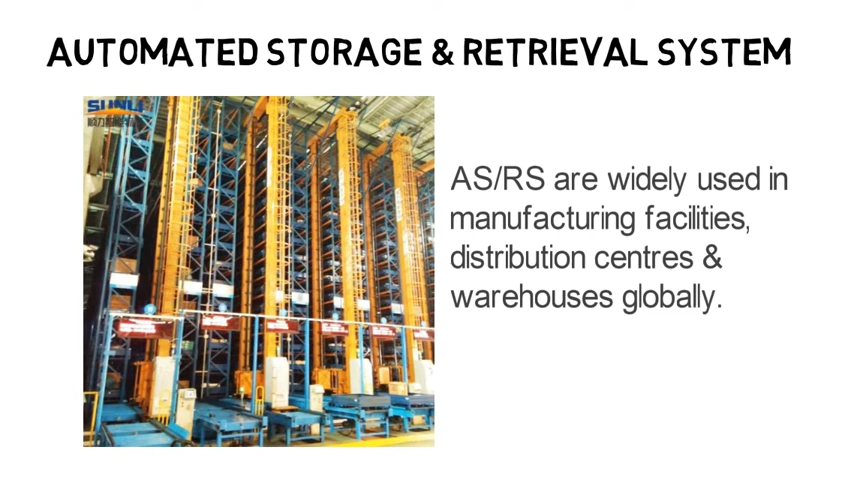 AUTOMATED STORAGE & RETRIEVAL SYSTEM
SUNLI
AS/RS are widely used in
manufacturing facilities,
distribution centres &
warehouses globally.